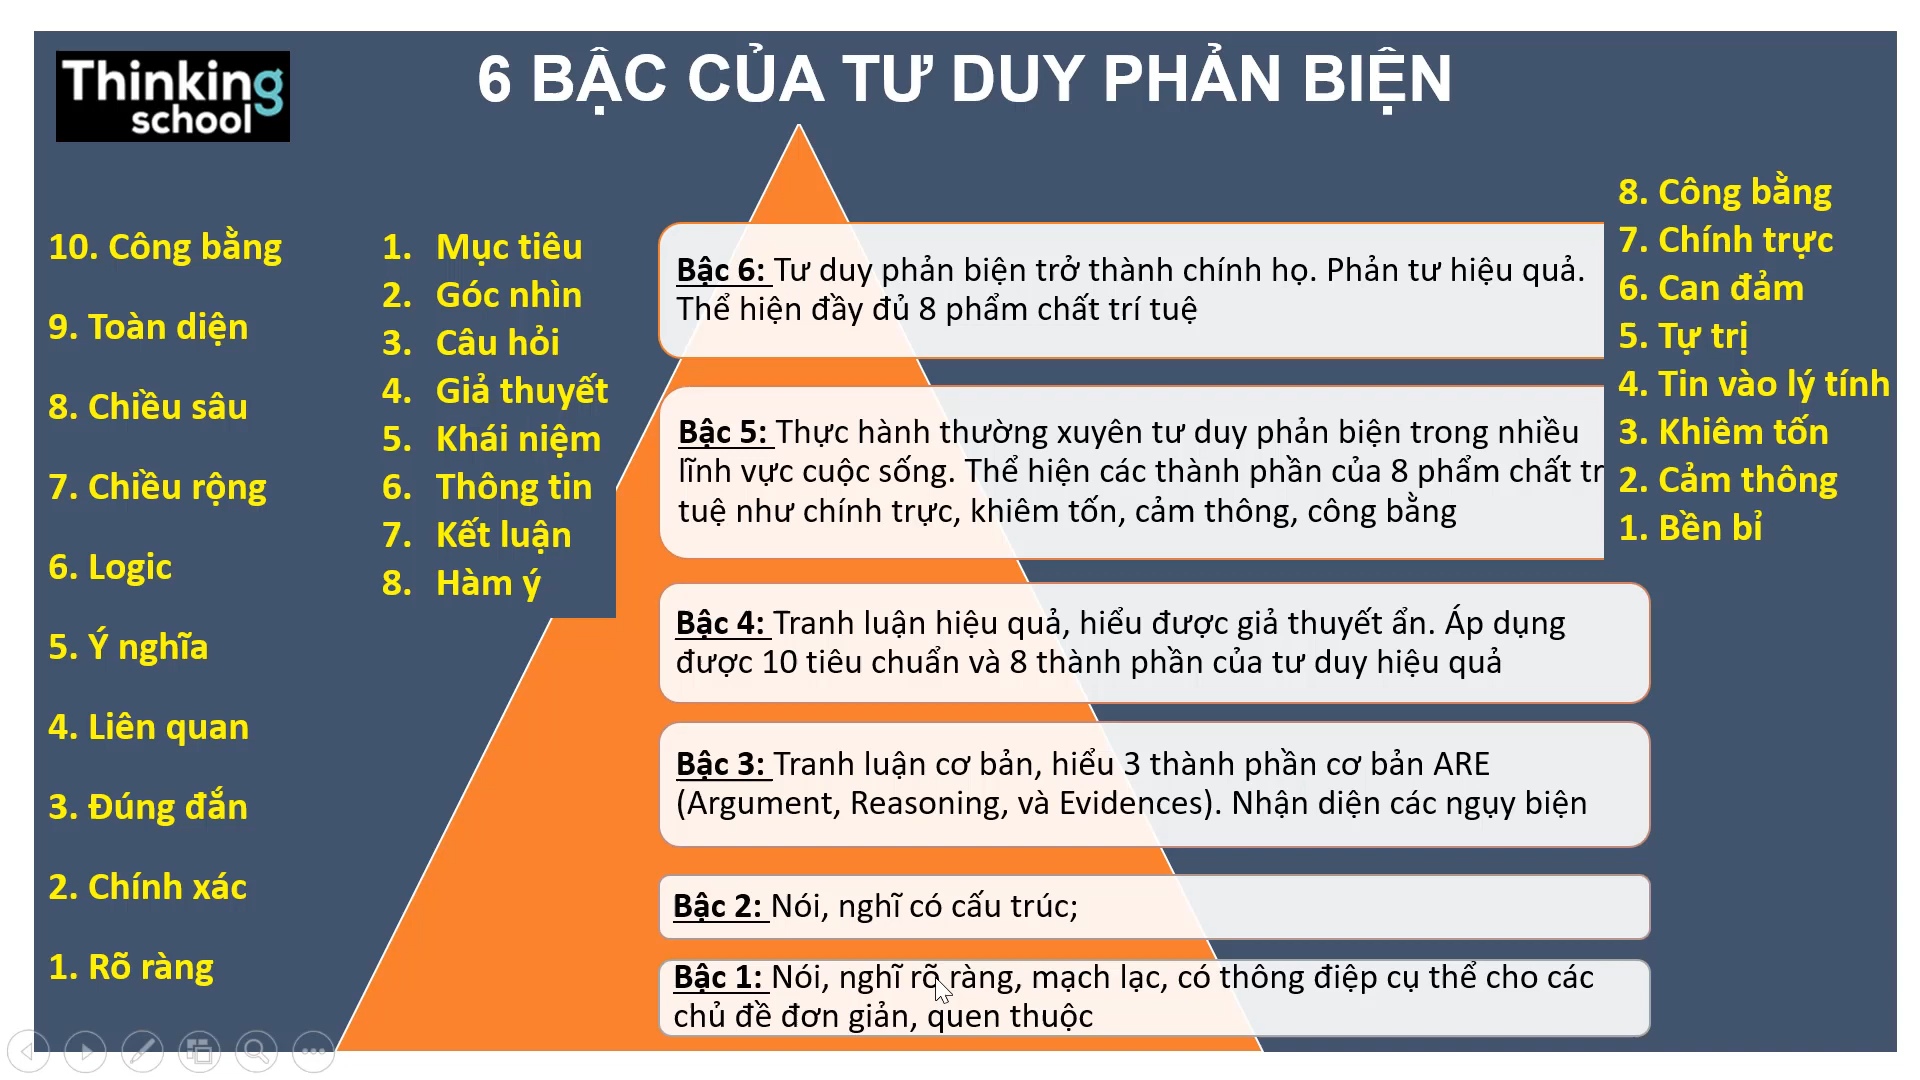 Thinking
school
6 BẬC CỦA TƯ DUY PHẢN BIỆN
10. Công bằng
9. Toàn diện
8. Chiều sâu
7. Chiều rộng
6. Logic
5. Ý nghĩa
4. Liên quan
3. Đúng đắn
2. Chính xác
1. Rõ ràng
1. Mục tiêu
2. Góc nhìn
3. Câu hỏi
4. Giả thuyết
5. Khái niệm
6. Thông tin
7. Kết luận
8. Hàm ý
Bậc 6: Tư duy phản biện trở thành chính họ. Phản tư hiệu quả.
Thể hiện đầy đủ 8 phẩm chất trí tuệ
Bậc 5: Thực hành thường xuyên tư duy phản biện trong nhiều
lĩnh vực cuộc sống. Thể hiện các thành phần của 8 phẩm chất tr
tuệ như chính trực, khiêm tốn, cảm thông, công bằng
Bậc 4: Tranh luận hiệu quả, hiểu được giả thuyết ẩn. Áp dụng
được 10 tiêu chuẩn và 8 thành phần của tư duy hiệu quả
Bậc 3: Tranh luận cơ bản, hiểu 3 thành phần cơ bản ARE
(Argument, Reasoning, và Evidences). Nhận diện các ngụy biện
Bậc 2: Nói, nghĩ có cấu trúc;
Bậc 1: Nói, nghĩ rõ ràng, mạch lạc, có thông điệp cụ thể cho các
chủ đề đơn giản, quen thuộc
8. Công bằng
7. Chính trực
6. Can đảm
5. Tự trị
4. Tin vào lý tính
3. Khiêm tốn
2. Cảm thông
1. Bền bỉ